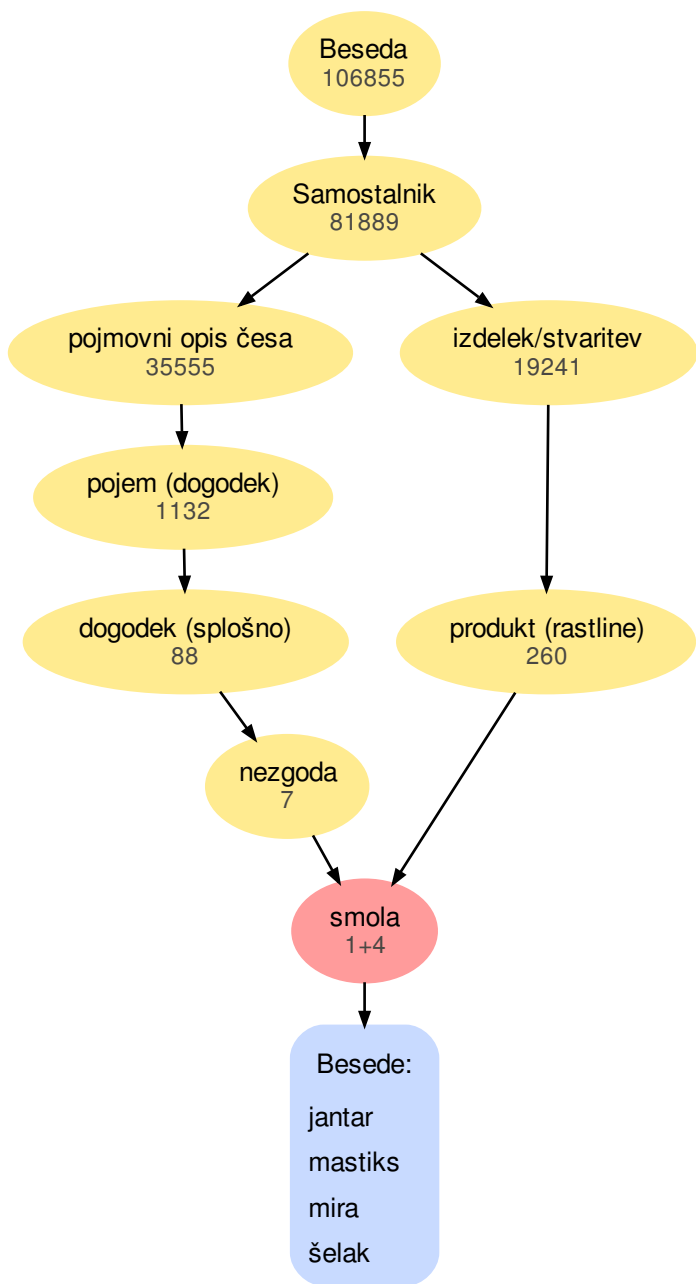 Beseda
106855
Samostalnik
81889
pojmovni opis česa
35555
izdelek/stvaritev
19241
pojem (dogodek)
1132
dogodek (splošno)
88
produkt (rastline)
260
nezgoda
7
smola
1+4
Besede:
jantar
mastiks
mira
šelak